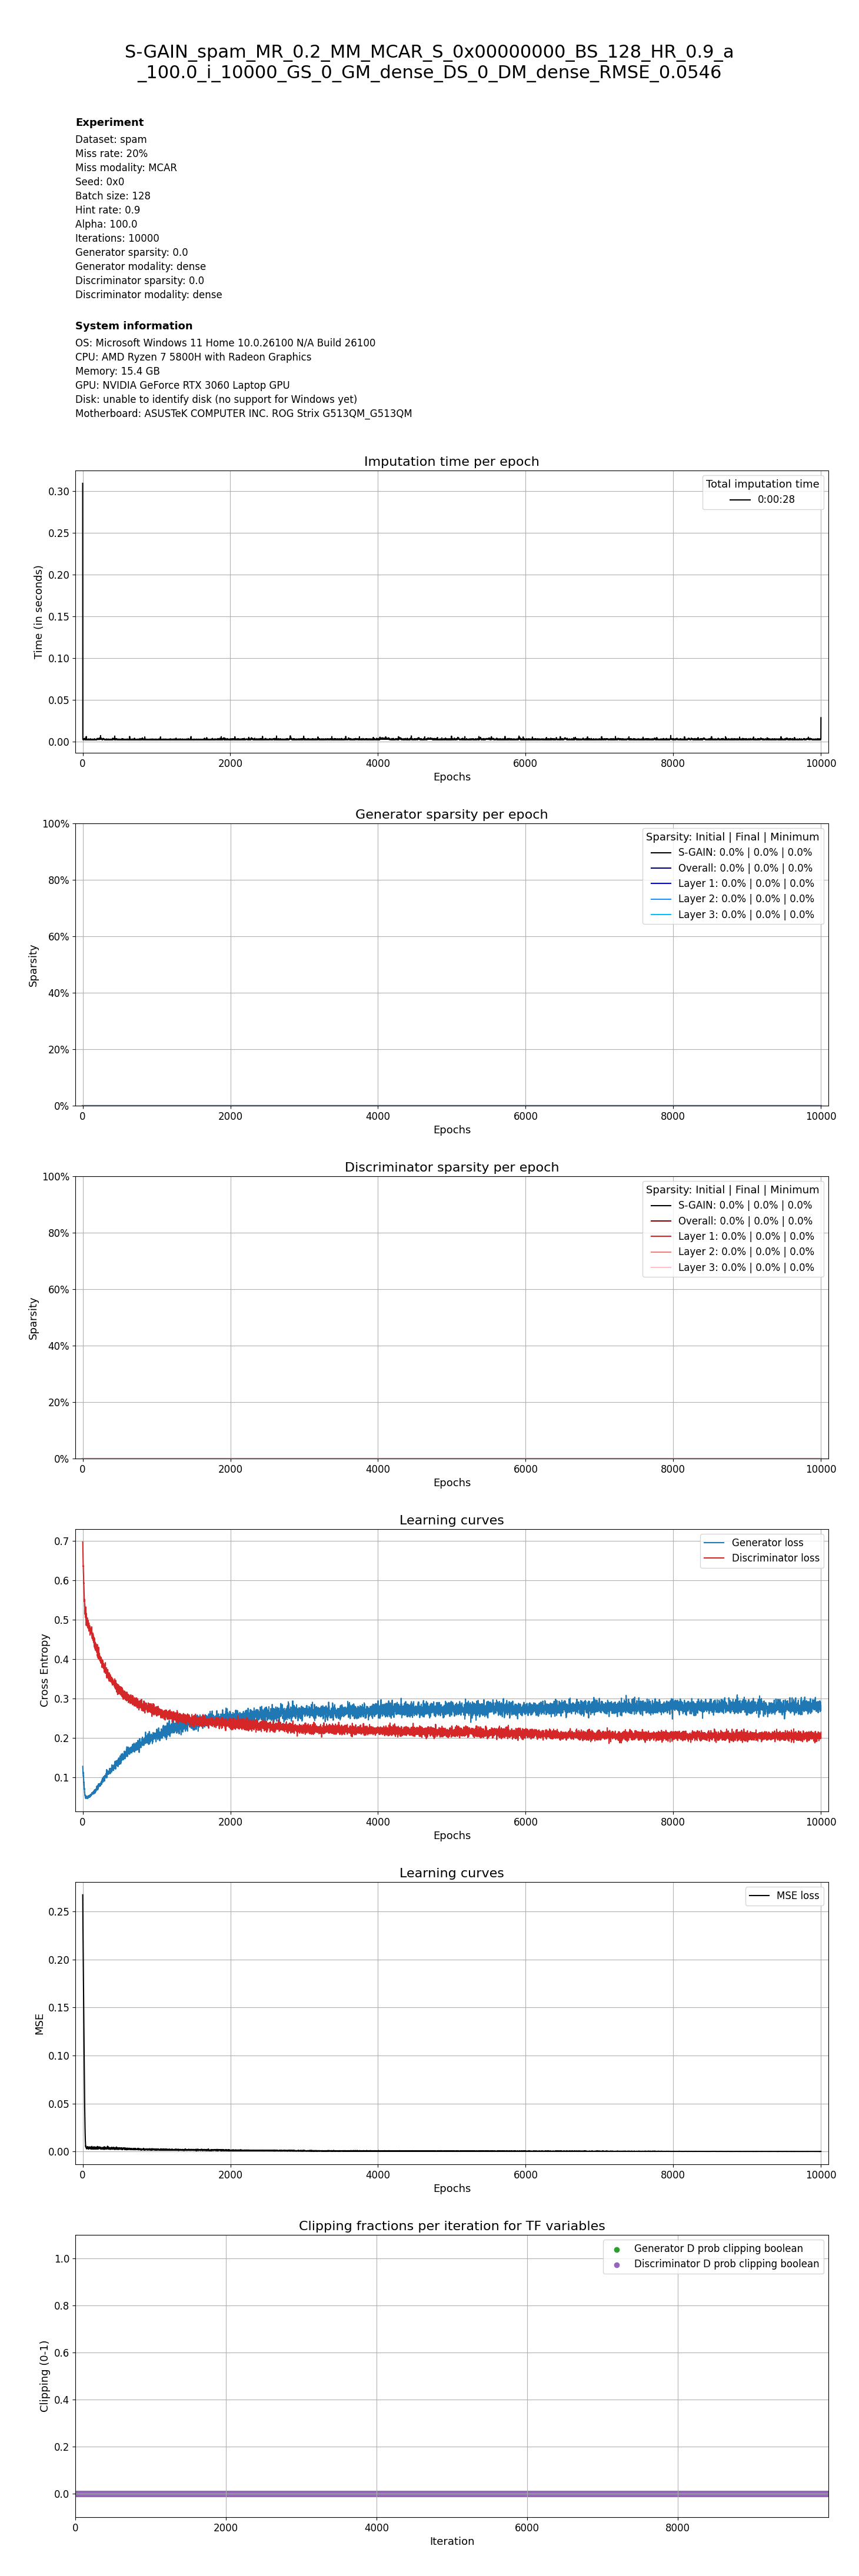 S-GAIN_spam_MR_0.2_MM_MCAR_S_0x00000000_BS_128_HR_0.9_a
_100.0_i_10000_GS_0_GM_dense_DS_0_DM_dense_RMSE_0.0546
Experiment
Dataset: spam
Miss rate: 20%
Miss modality: MCAR
Seed: 0x0
Batch size: 128
Hint rate: 0.9
Alpha: 100.0
Iterations: 10000
Generator sparsity: 0.0
Generator modality: dense
Discriminator sparsity: 0.0
Discriminator modality: dense
System information
OS: Microsoft Windows 11 Home 10.0.26100 N/A Build 26100
CPU: AMD Ryzen 7 5800H with Radeon Graphics
Memory: 15.4 GB
GPU: NVIDIA GeForce RTX 3060 Laptop GPU
Disk: unable to identify disk (no support for Windows yet)
Motherboard: ASUSTeK COMPUTER INC. ROG Strix G513QM_G513QM
Imputation time per epoch
Total imputation time
0:00:28
Time (in seconds)
0.30
0.25
0.20
0.15
0.10
0.05
0.00
0 2000 4000 6000 8000 10000
Epochs
Generator sparsity per epoch
Sparsity: Initial | Final | Minimum
S-GAIN: 0.0% | 0.0% | 0.0%
Overall: 0.0% | 0.0% | 0.0%
Layer 1: 0.0% | 0.0% | 0.0%
Layer 2: 0.0% | 0.0% | 0.0%
Layer 3: 0.0% | 0.0% | 0.0%
Sparsity
100%
80%
60%
40%
20%
0%
0 2000 4000 6000 8000 10000
Epochs
Discriminator sparsity per epoch
Sparsity: Initial | Final | Minimum
S-GAIN: 0.0% | 0.0% | 0.0%
Overall: 0.0% | 0.0% | 0.0%
Layer 1: 0.0% | 0.0% | 0.0%
Layer 2: 0.0% | 0.0% | 0.0%
Layer 3: 0.0% | 0.0% | 0.0%
Sparsity
100%
80%
60%
40%
20%
0%
0 2000 4000 6000 8000 10000
Epochs
Learning curves
Generator loss
Discriminator loss
Cross Entropy
0.7
0.6
0.5
0.4
0.3
0.2
0.1
0 2000 4000 6000 8000 10000
Epochs
Learning curves
MSE loss
MSE
0.25
0.20
0.15
0.10
0.05
0.00
0 2000 4000 6000 8000 10000
Epochs
Clipping fractions per iteration for TF variables
Generator D prob clipping boolean
Discriminator D prob clipping boolean
Clipping (0-1)
1.0
0.8
0.6
0.4
0.2
0.0
0 2000 4000 6000 8000
Iteration